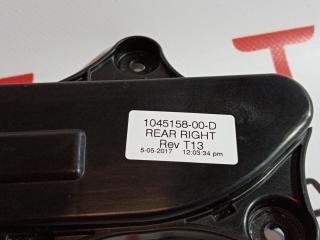 1045158-00-D
REAR RIGHT
Rev T13
5-05-2017 12:03:34 pm